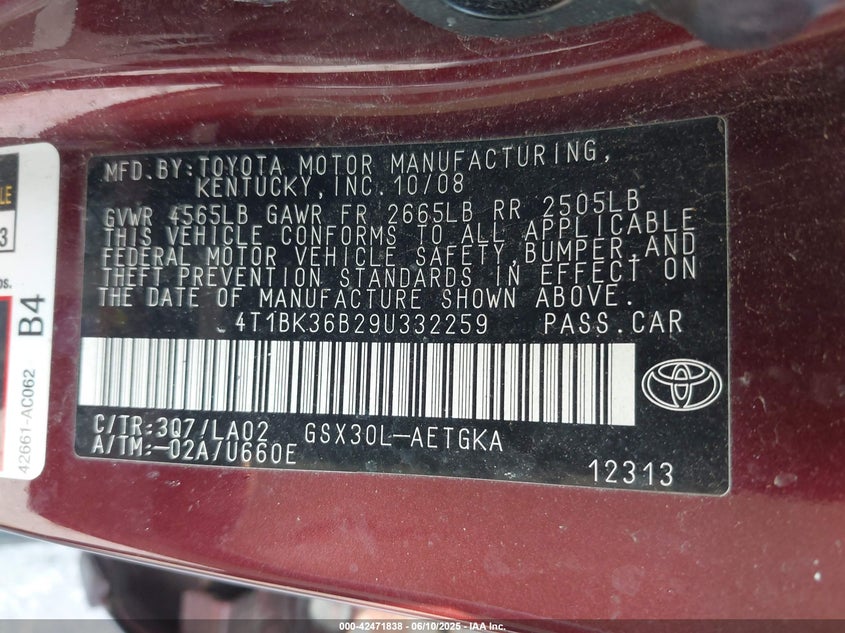 MFD.BY:TOYOTA MOTOR MANUFACTURING,
KENTUCKY,INC.10/08
GVWR 4565LB GAWR FR 2665LB RR 2505LB
THIS VEHICLE CONFORMS TO ALL APPLICABLE
FEDERAL MOTOR VEHICLE SAFETY,BUMPER,AND
THEFT PREVENTION STANDARDS IN EFFECT ON
THE DATE OF MANUFACTURE SHOWN ABOVE.
4T1BK36B29U332259 PASS.CAR
C/TR:3Q7/LA02 GSX30L-AETGKA
A/TM:-02A/U660E
12313
42661-AC062
B4
3
000-42471838 - 06/10/2025 - IAA Inc.